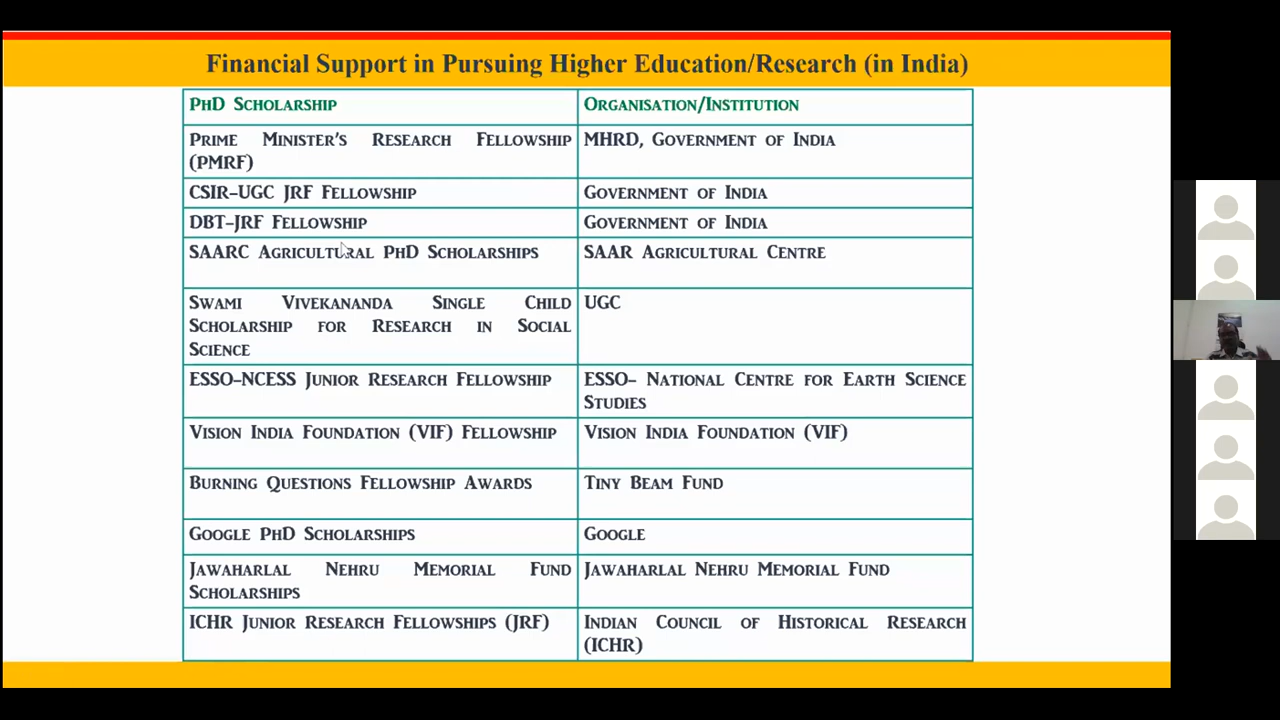 Financial Support in Pursuing Higher Education/Research (in India)
PhD Scholarship
Organisation/Institution
Prime Minister's Research Fellowship
(PMRF)
MHRD, Government of India
CSIR-UGC JRF Fellowship
Government of India
DBT-JRF Fellowship
Government of India
SAARC Agricultural PhD Scholarships
SAAR Agricultural Centre
Swami Vivekananda Single Child
Scholarship for Research in Social
Science
UGC
ESSO-NCESS Junior Research Fellowship
ESSO- National Centre for Earth Science
Studies
Vision India Foundation (VIF) Fellowship
Vision India Foundation (VIF)
Burning Questions Fellowship Awards
Tiny Beam Fund
Google PhD Scholarships
Google
Jawaharlal Nehru Memorial Fund
Scholarships
Jawaharlal Nehru Memorial Fund
ICHR Junior Research Fellowships (JRF)
Indian Council of Historical Research
(ICHR)